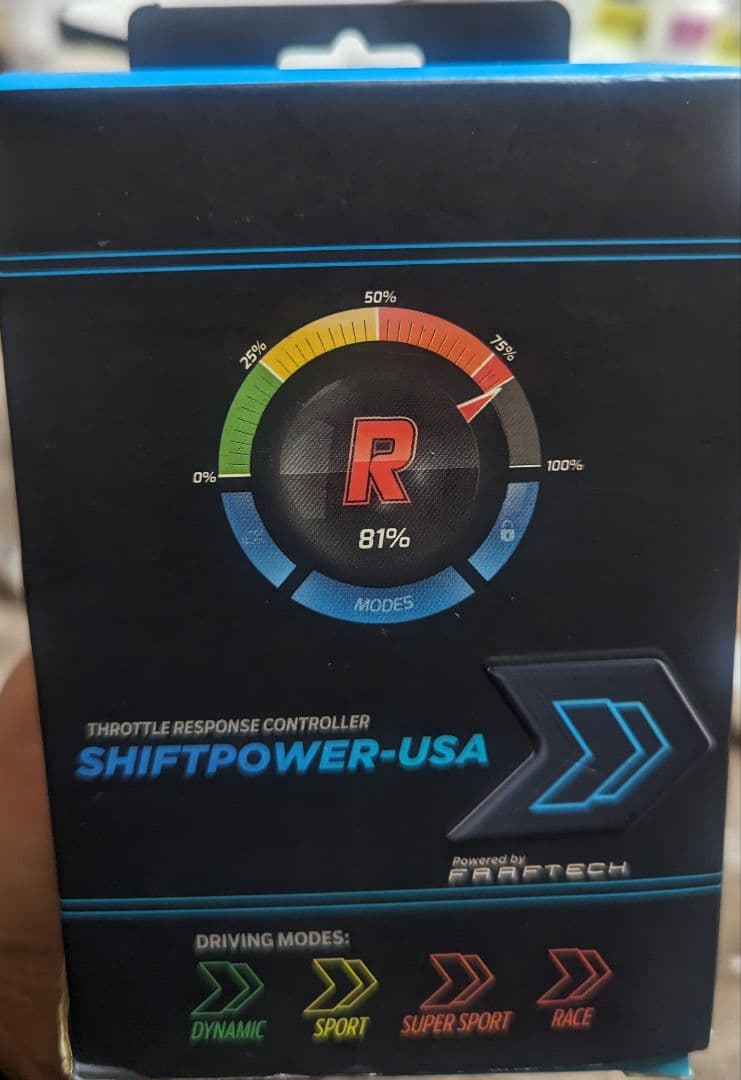 50%
25%
75%
R
0%
100%
81%
MODES
THROTTLE RESPONSE CONTROLLER
SHIFTPOWER-USA
Powered by
FARFTECH
DRIVING MODES:
DYNAMIC
SPORT
SUPER SPORT
RACE